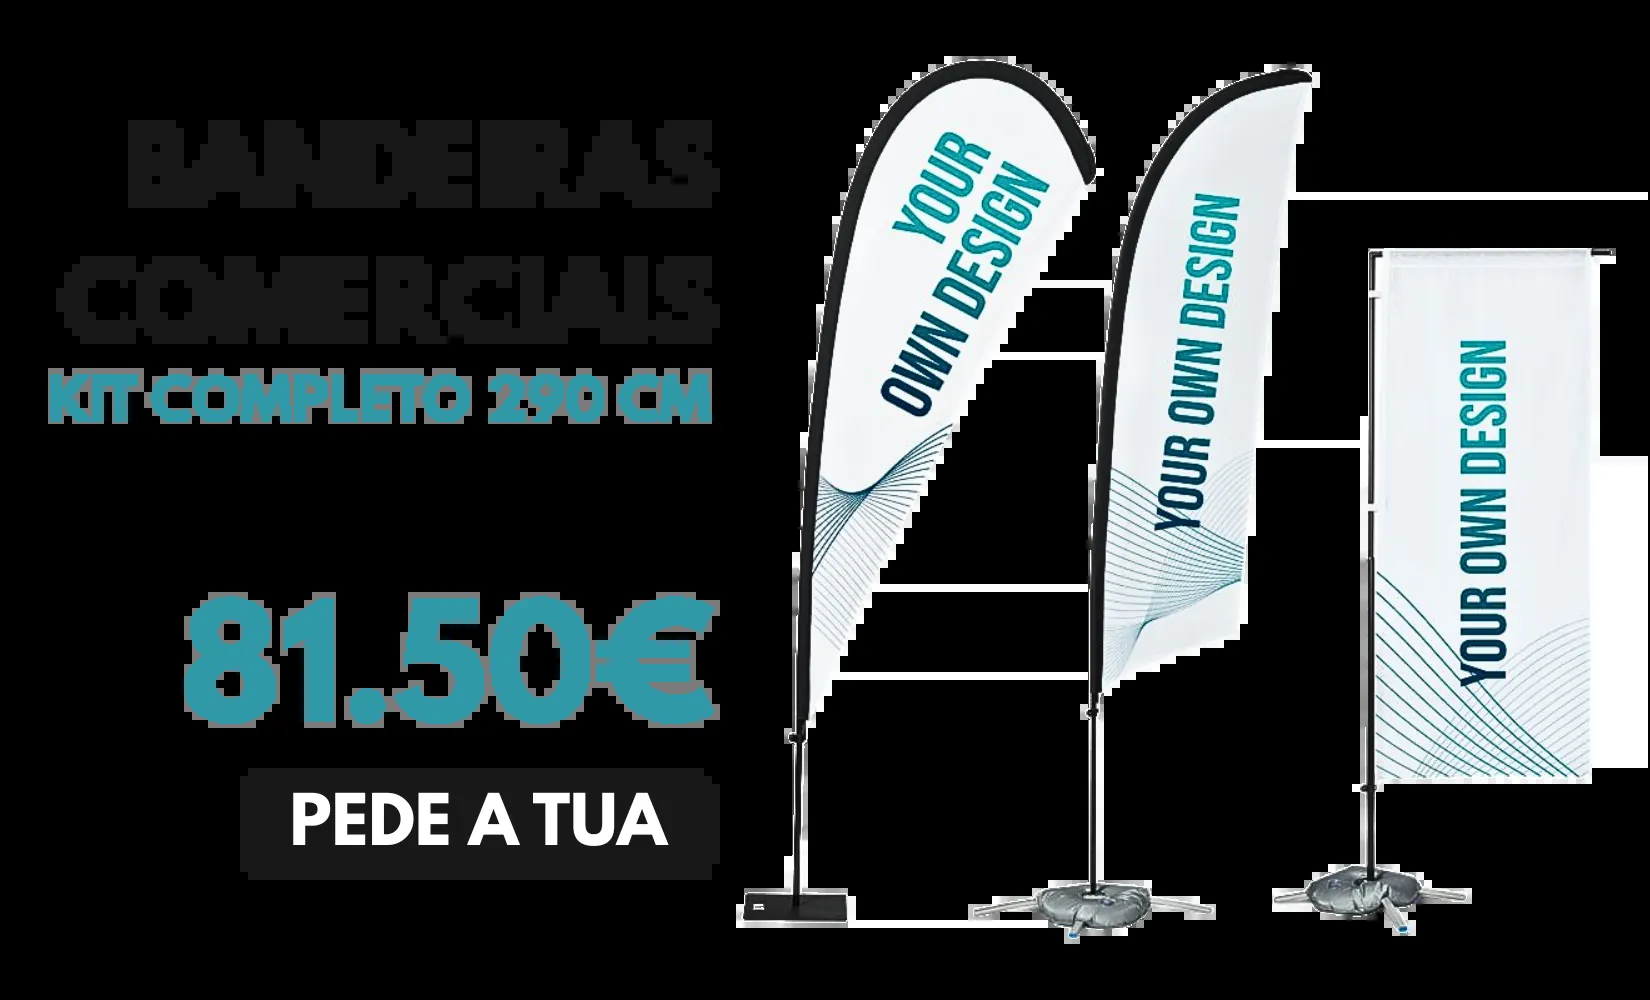 BANDEIRAS
COMERCIAIS
KIT COMPLETO 290 CM
81.50€
PEDE A TUA
YOUR
OWN DESIGN
YOUR OWN DESIGN
YOUR OWN DESIGN